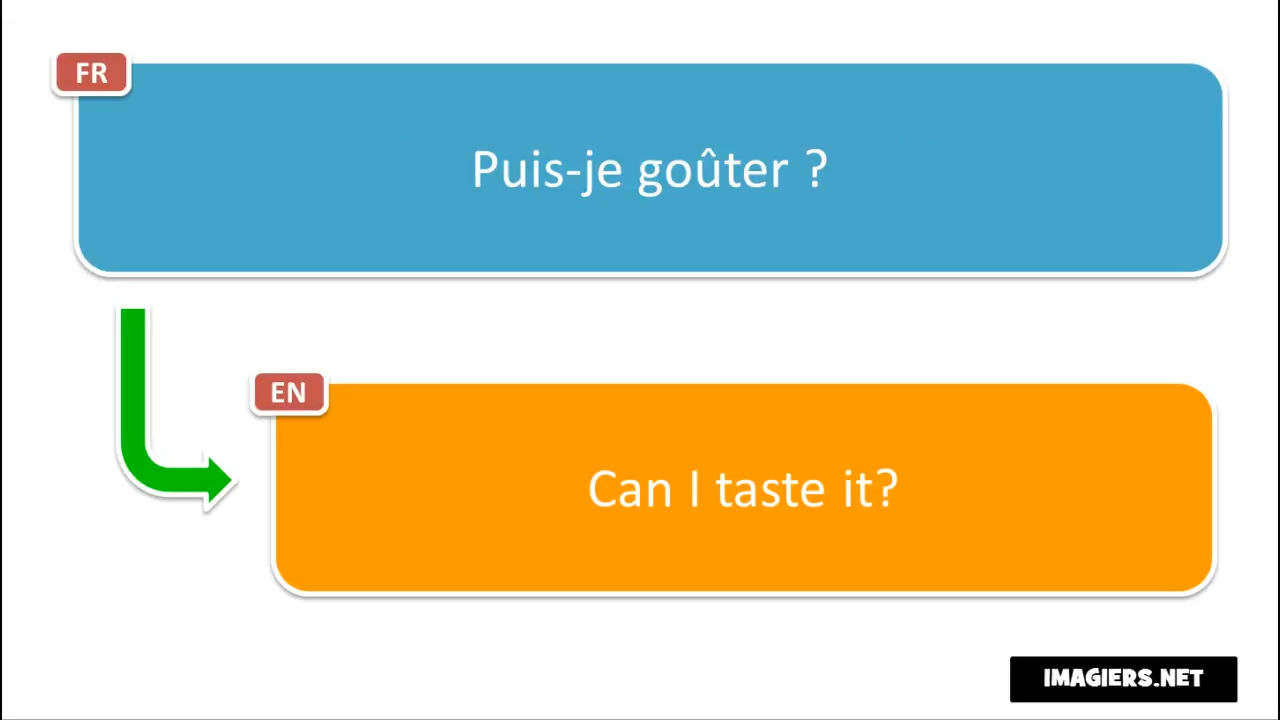 FR
Puis-je goûter ?
EN
Can I taste it?
IMAGIERS.NET